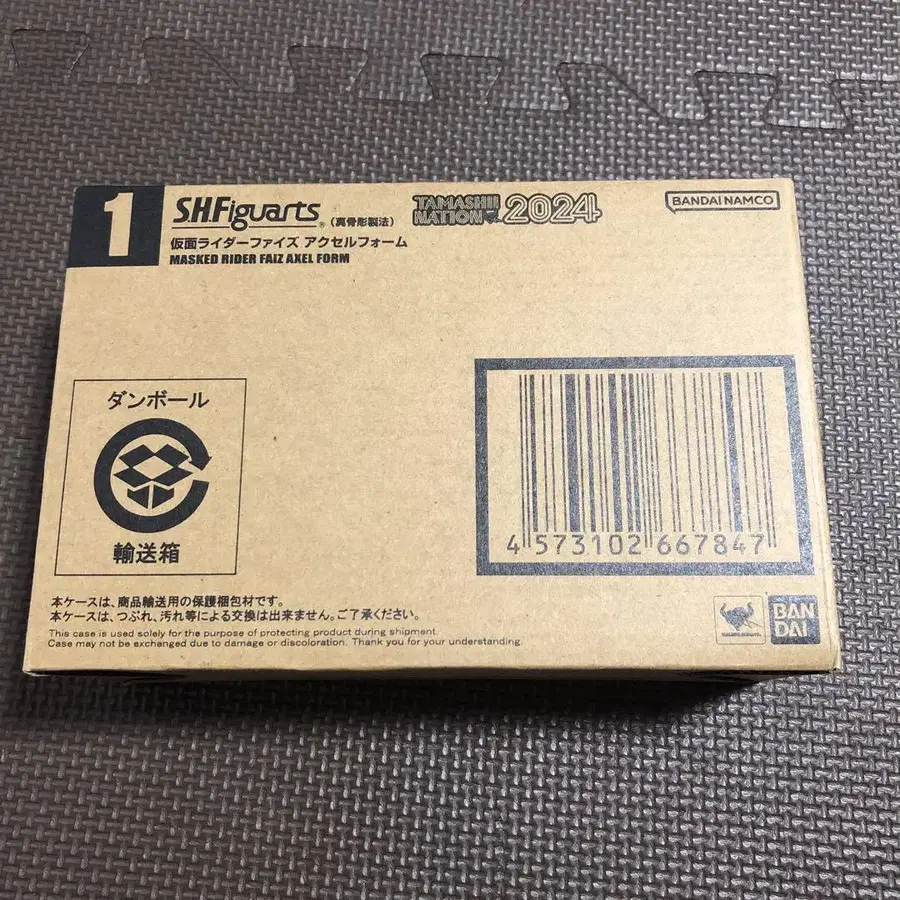 1
S.H.Figuarts® (真骨彫製法)
TAMASHII NATION 2024
BANDAI NAMCO
仮面ライダーファイズ アクセルフォーム
MASKED RIDER FAIZ AXEL FORM
ダンボール
輸送箱
4 573102 667847
本ケースは、商品輸送用の保護梱包材です。
本ケースは、つぶれ、汚れ等による交換は出来ません。ご了承ください。
This case is used solely for the purpose of protecting product during shipment.
Case may not be exchanged due to damage or discoloration. Thank you for your understanding.
BAN
DAI